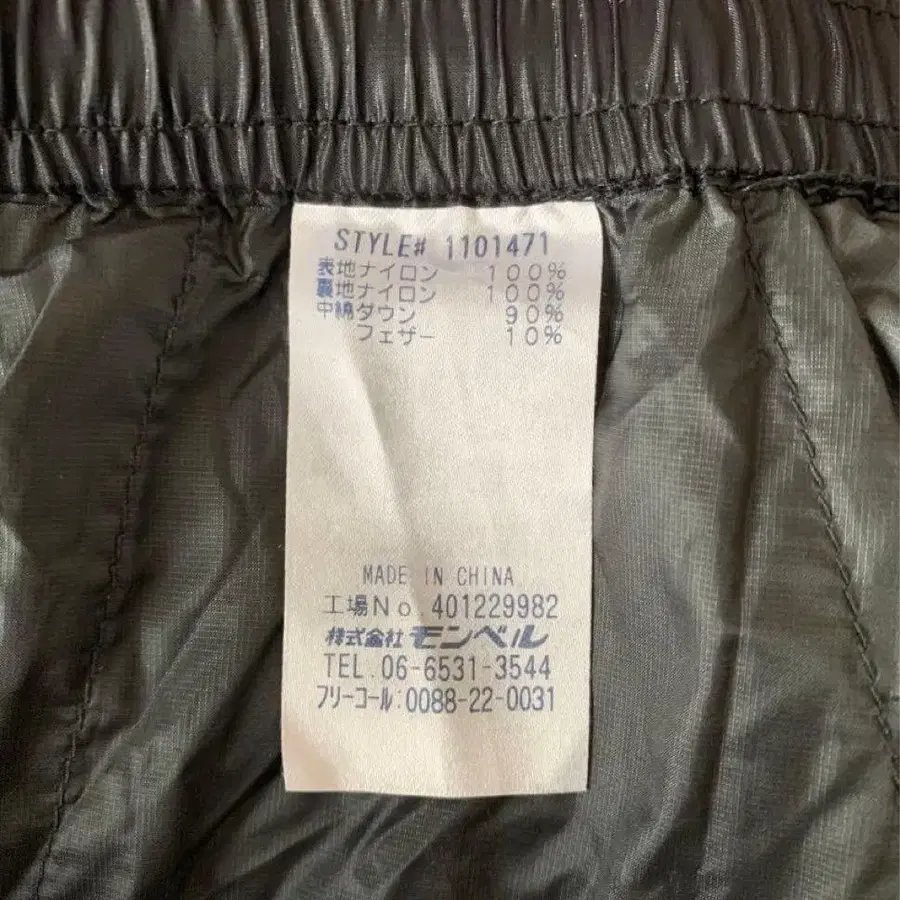 STYLE# 1101471
表地ナイロン 100%
裏地ナイロン 100%
中綿ダウン 90%
フェザー 10%
MADE IN CHINA
工場No.401229982
株式会社モンベル
TEL.06-6531-3544
フリーコール:0088-22-0031